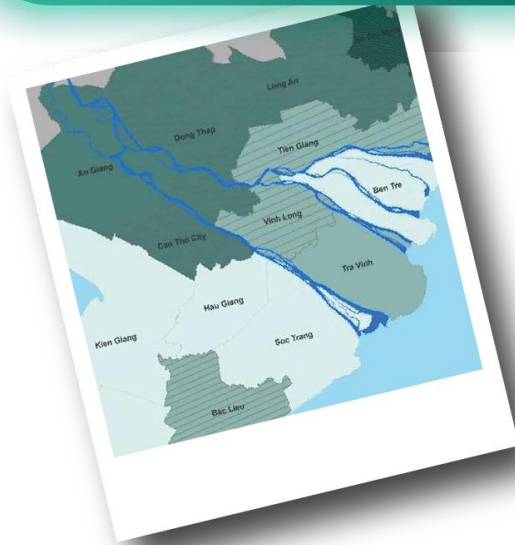 Long An
Dong Thap
Tien Giang
An Giang
Ben Tre
Vinh Long
Can Tho City
Tra Vinh
Hau Giang
Kien Giang
Soc Trang
Bac Lieu